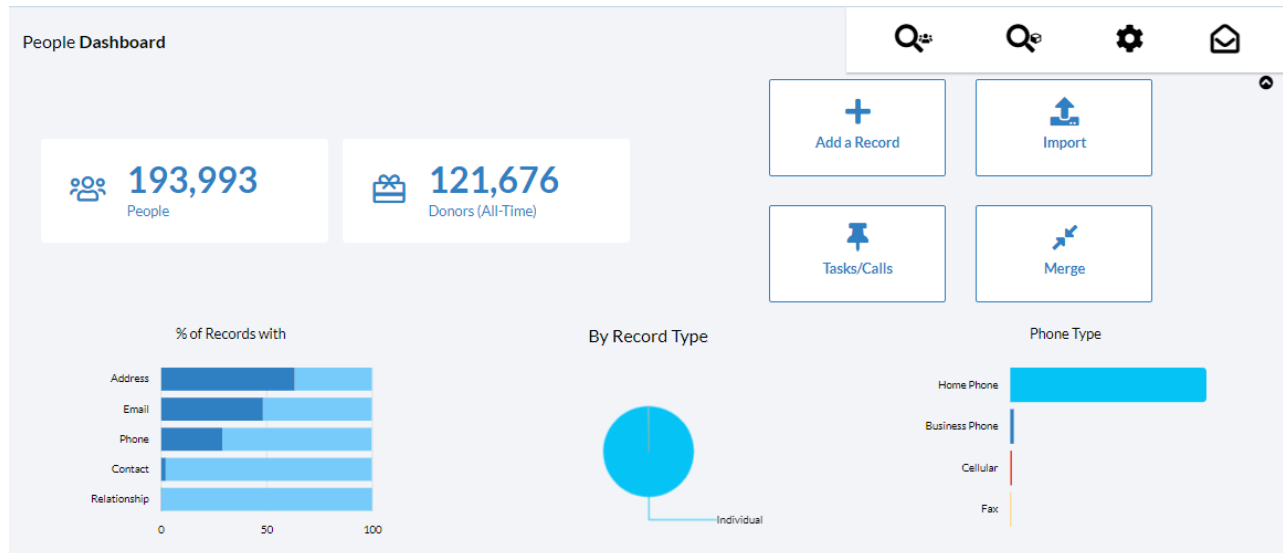 People Dashboard
Add a Record
Import
193,993
People
121,676
Donors (All-Time)
Tasks/Calls
Merge
% of Records with
Address
Email
Phone
Contact
Relationship
0 50 100
By Record Type
Individual
Phone Type
Home Phone
Business Phone
Cellular
Fax